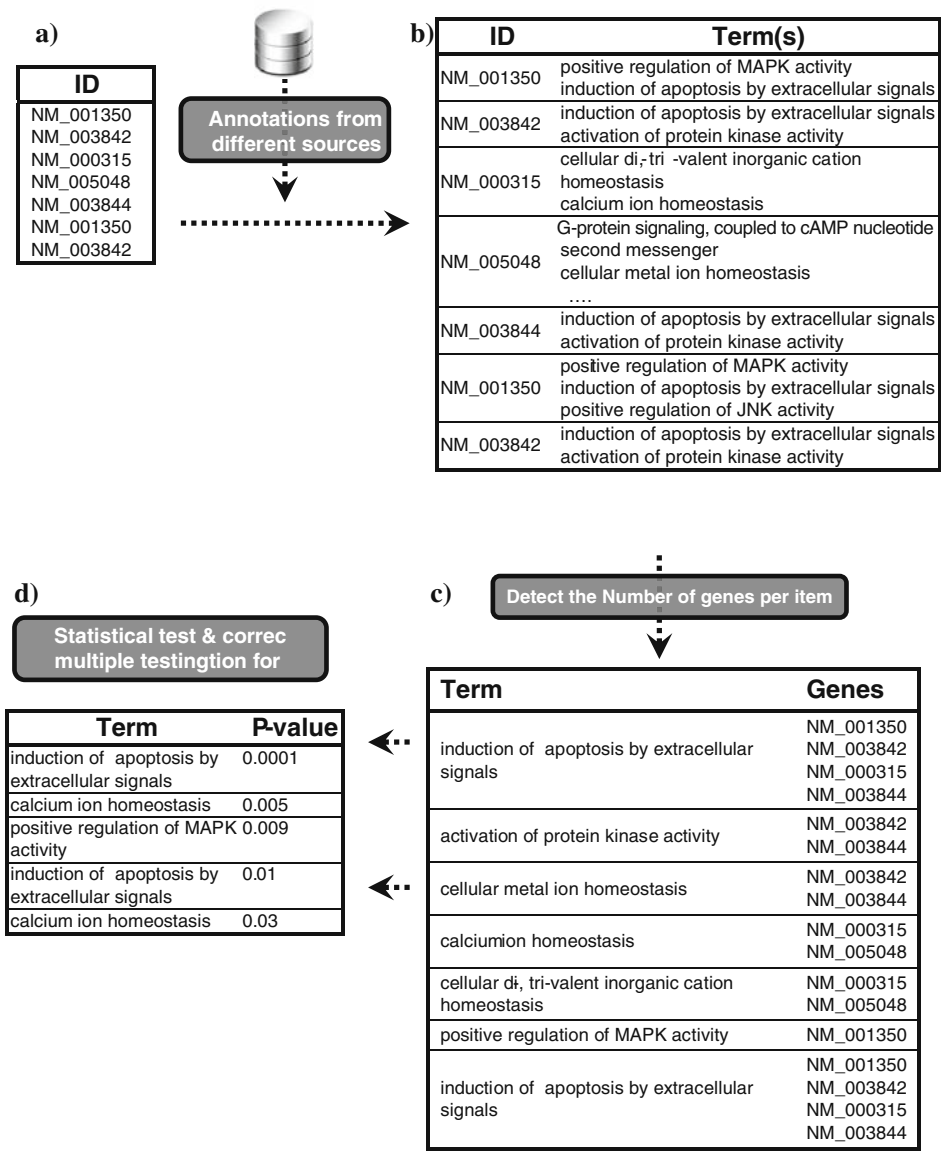 a)
ID
NM_001350
NM_003842
NM_000315
NM_005048
NM_003844
NM_001350
NM_003842
Annotations from
different sources
b)
ID Term(s)
NM_001350
positive regulation of MAPK activity
induction of apoptosis by extracellular signals
NM_003842
induction of apoptosis by extracellular signals
activation of protein kinase activity
NM_000315
cellular di,-tri -valent inorganic cation
homeostasis
calcium ion homeostasis
NM_005048
G-protein signaling, coupled to cAMP nucleotide
second messenger
cellular metal ion homeostasis
....
NM_003844
induction of apoptosis by extracellular signals
activation of protein kinase activity
NM_001350
positive regulation of MAPK activity
induction of apoptosis by extracellular signals
positive regulation of JNK activity
NM_003842
induction of apoptosis by extracellular signals
activation of protein kinase activity
c)
Detect the Number of genes per item
Term Genes
induction of apoptosis by extracellular
signals
NM_001350
NM_003842
NM_000315
NM_003844
activation of protein kinase activity
NM_003842
NM_003844
cellular metal ion homeostasis
NM_003842
NM_003844
calciumion homeostasis
NM_000315
NM_005048
cellular di-, tri-valent inorganic cation
homeostasis
NM_000315
NM_005048
positive regulation of MAPK activity NM_001350
induction of apoptosis by extracellular
signals
NM_001350
NM_003842
NM_000315
NM_003844
d)
Statistical test & correc
multiple testingtion for
Term P-value
induction of apoptosis by 0.0001
extracellular signals
calcium ion homeostasis 0.005
positive regulation of MAPK 0.009
activity
induction of apoptosis by 0.01
extracellular signals
calcium ion homeostasis 0.03